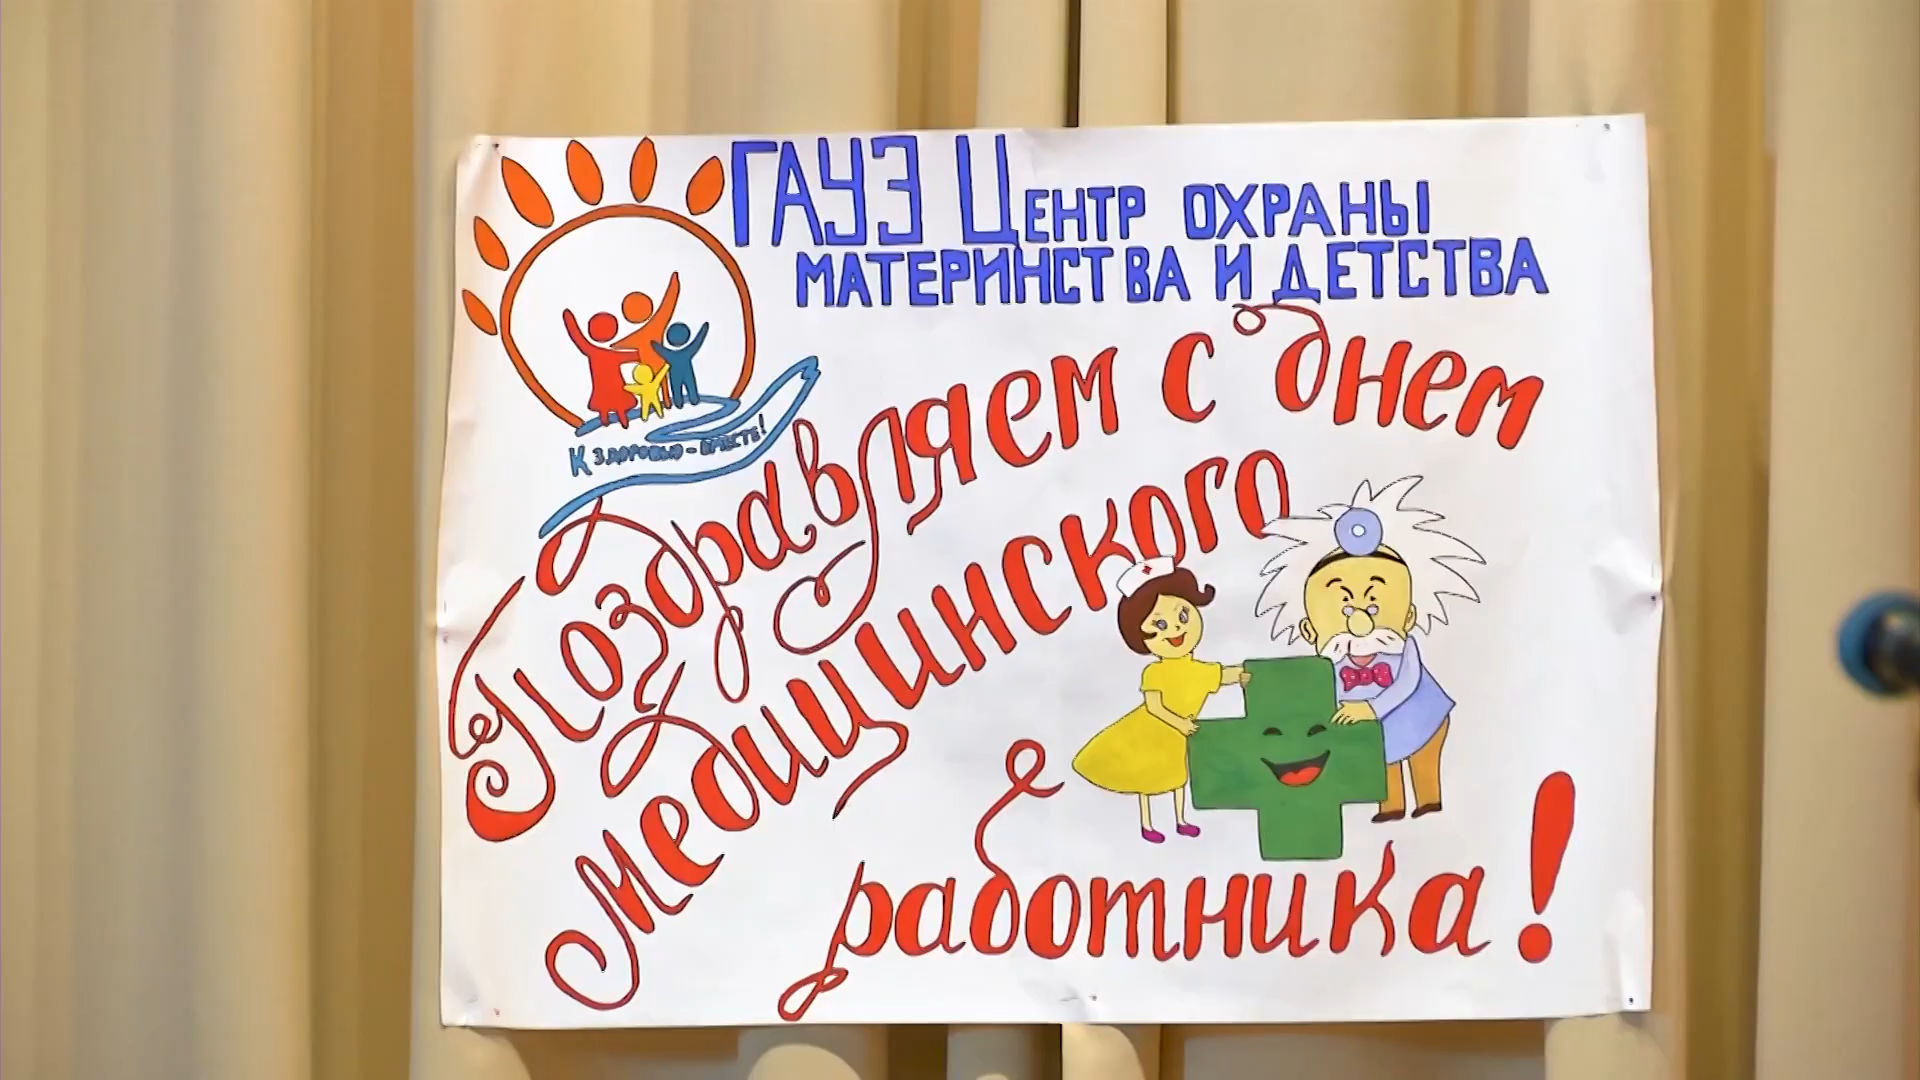 ГАУЗ ЦЕНТР ОХРАНЫ
МАТЕРИНСТВА И ДЕТСТВА
К ЗДОРОВЬЮ - ВМЕСТЕ!
Поздравляем с днем
медицинского
работника!